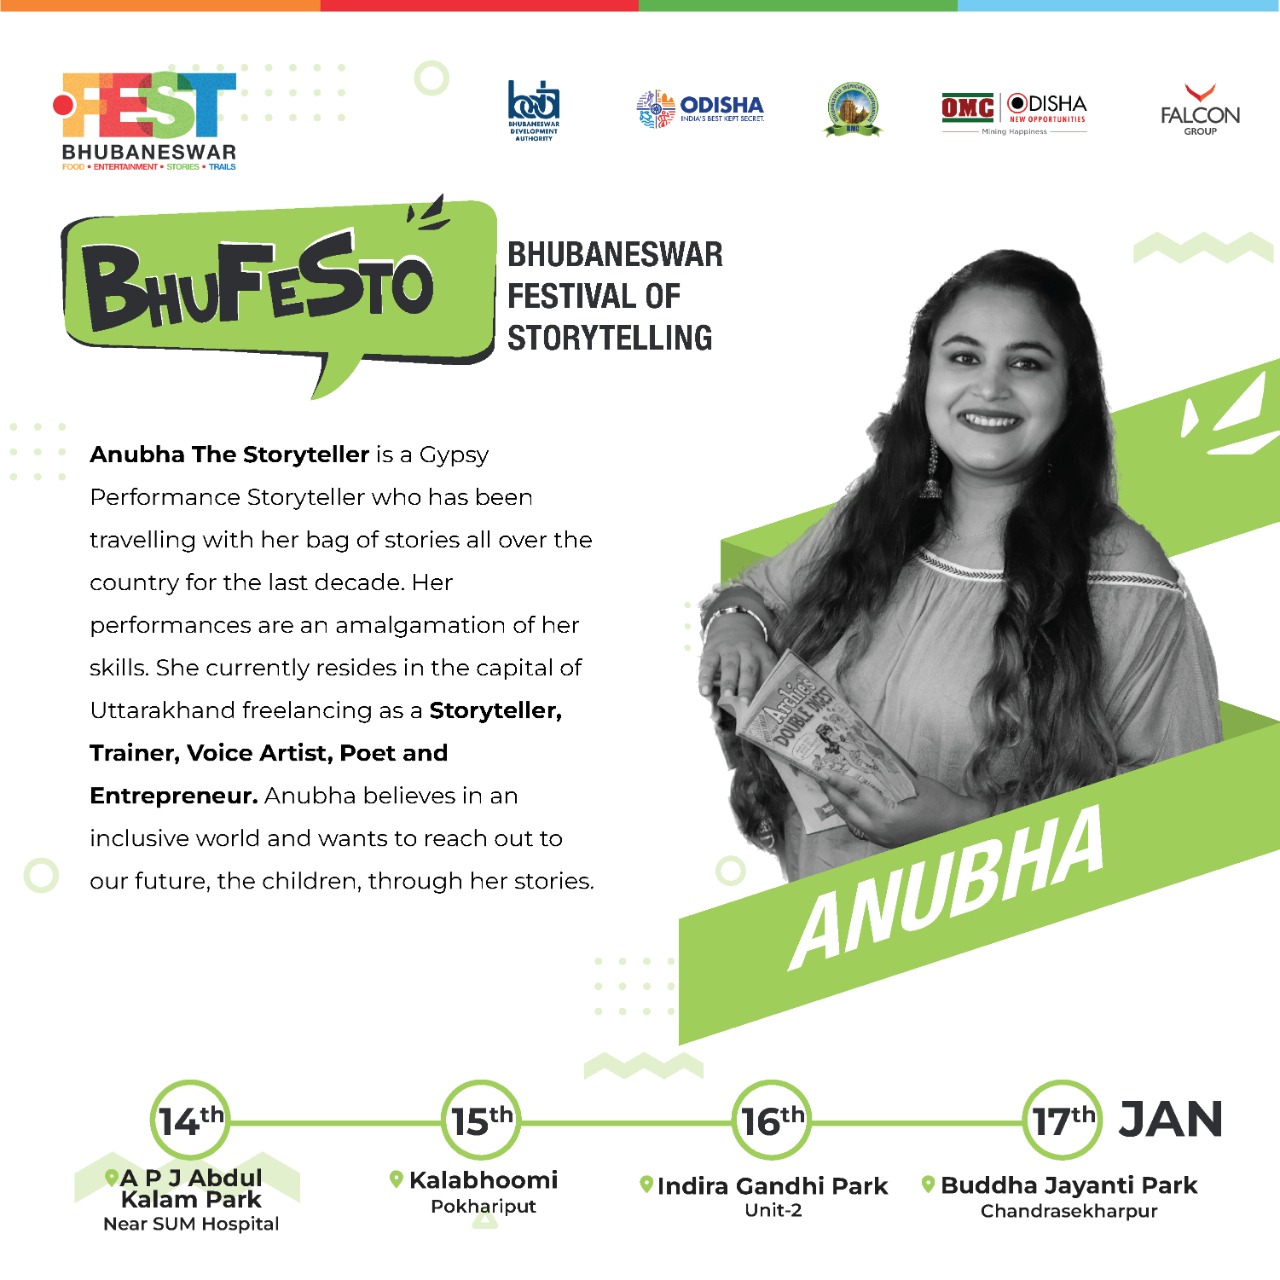 FEST
BHUBANESWAR
FOOD • ENTERTAINMENT • STORIES • TRAILS
bda
BHUBANESWAR
DEVELOPMENT
AUTHORITY
ODISHA
INDIA'S BEST KEPT SECRET.
BMC
OMC
ODISHA
NEW OPPORTUNITIES
Mining Happiness
FALCON
GROUP
BHUFESTO
BHUBANESWAR
FESTIVAL OF
STORYTELLING
Anubha The Storyteller is a Gypsy
Performance Storyteller who has been
travelling with her bag of stories all over the
country for the last decade. Her
performances are an amalgamation of her
skills. She currently resides in the capital of
Uttarakhand freelancing as a Storyteller,
Trainer, Voice Artist, Poet and
Entrepreneur. Anubha believes in an
inclusive world and wants to reach out to
our future, the children, through her stories.
Archie's
DOUBLE DIGEST
ANUBHA
14th
15th
16th
17th JAN
A P J Abdul
Kalam Park
Near SUM Hospital
Kalabhoomi
Pokhariput
Indira Gandhi Park
Unit-2
Buddha Jayanti Park
Chandrasekharpur